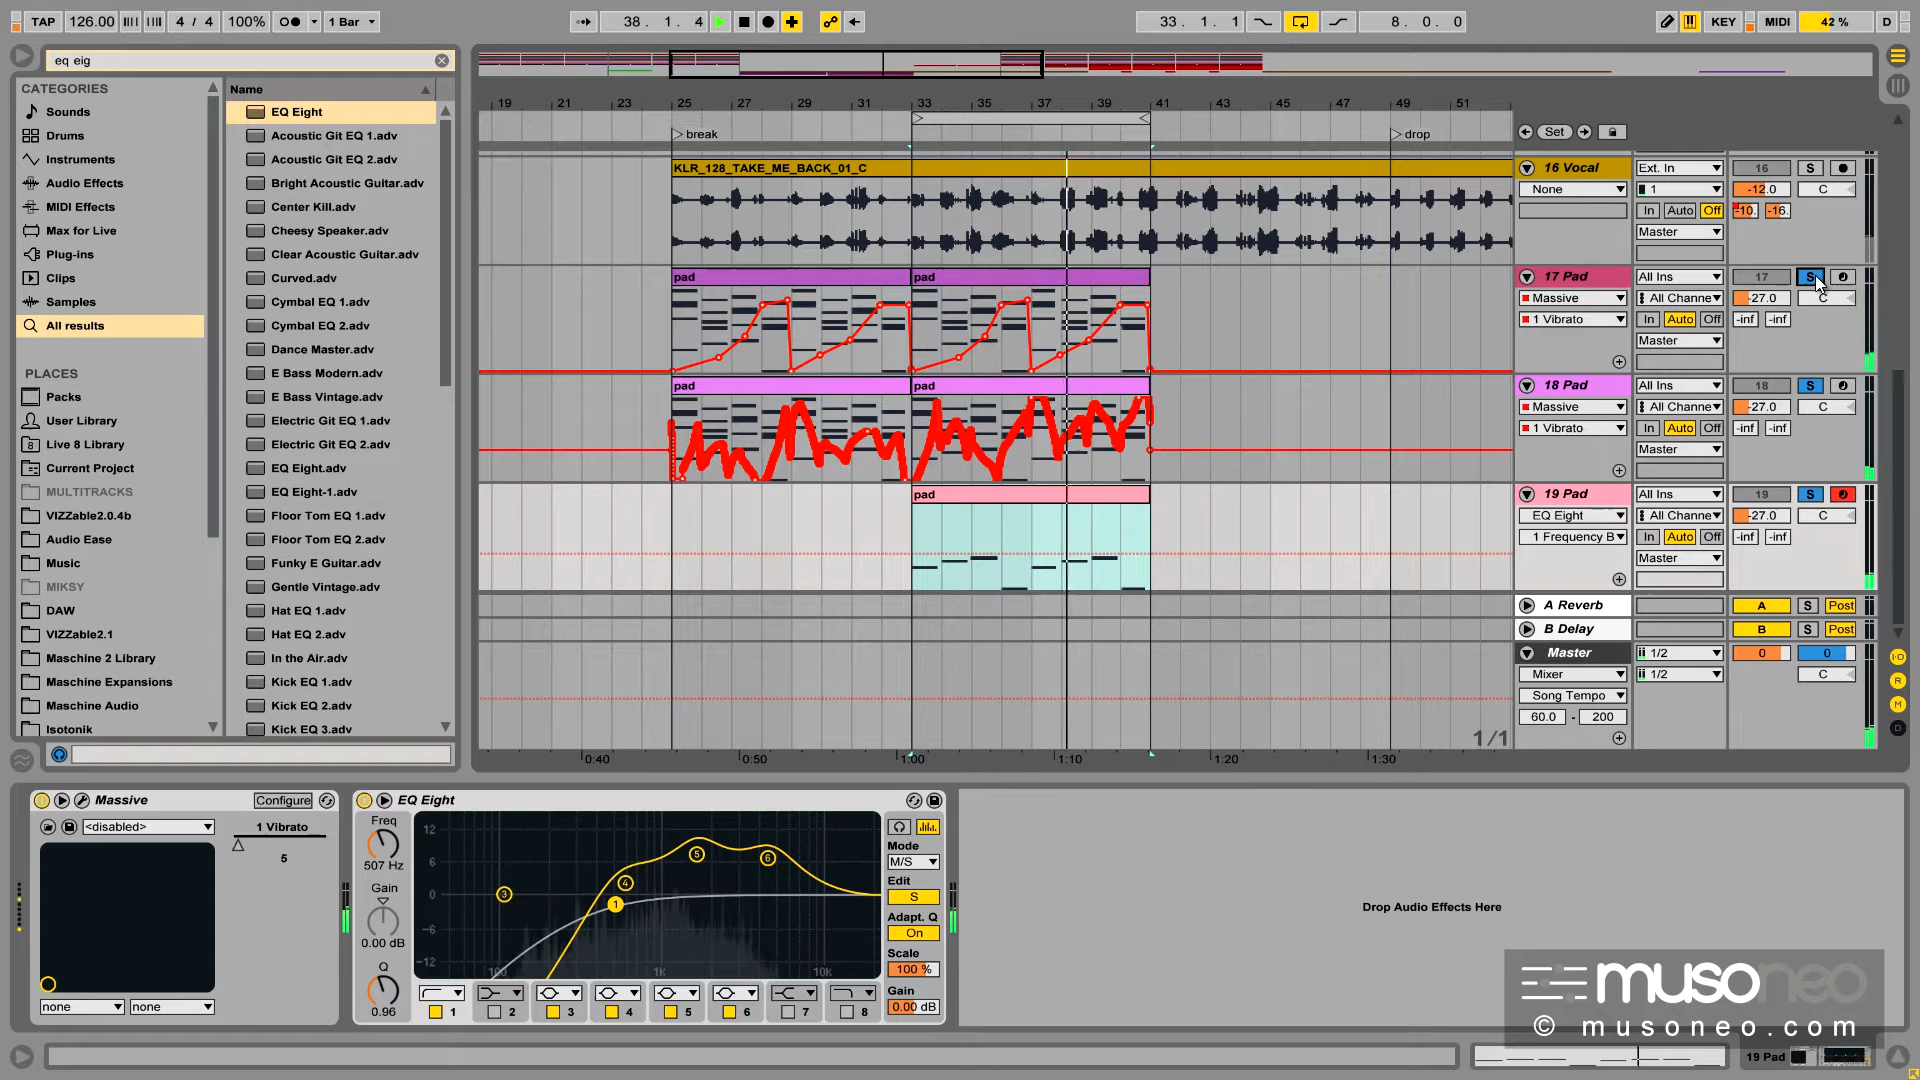 TAP 126.00 4 / 4 100% 1 Bar 38. 1. 4 33. 1. 1 8. 0. 0 KEY MIDI 42 % D
eq eig
CATEGORIES
Sounds
Drums
Instruments
Audio Effects
MIDI Effects
Max for Live
Plug-ins
Clips
Samples
All results
PLACES
Packs
User Library
Live 8 Library
Current Project
MULTITRACKS
VIZZable2.0.4b
Audio Ease
Music
MIKSY
DAW
VIZZable2.1
Maschine 2 Library
Maschine Expansions
Maschine Audio
Isotonik
Name
EQ Eight
Acoustic Git EQ 1.adv
Acoustic Git EQ 2.adv
Bright Acoustic Guitar.adv
Center Kill.adv
Cheesy Speaker.adv
Clear Acoustic Guitar.adv
Curved.adv
Cymbal EQ 1.adv
Cymbal EQ 2.adv
Dance Master.adv
E Bass Modern.adv
E Bass Vintage.adv
Electric Git EQ 1.adv
Electric Git EQ 2.adv
EQ Eight.adv
EQ Eight-1.adv
Floor Tom EQ 1.adv
Floor Tom EQ 2.adv
Funky E Guitar.adv
Gentle Vintage.adv
Hat EQ 1.adv
Hat EQ 2.adv
In the Air.adv
Kick EQ 1.adv
Kick EQ 2.adv
Kick EQ 3.adv
19 21 23 25 27 29 31 33 35 37 39 41 43 45 47 49 51
break drop Set
KLR_128_TAKE_ME_BACK_01_C
pad pad
pad pad
pad
1/1
0:40 0:50 1:00 1:10 1:20 1:30
16 Vocal Ext. In 16 S
None 1 -12.0 C
In Auto Off -10. -16.
Master
17 Pad All Ins 17 S
Massive All Channe -27.0 C
1 Vibrato In Auto Off -inf -inf
Master
18 Pad All Ins 18 S
Massive All Channe -27.0 C
1 Vibrato In Auto Off -inf -inf
Master
19 Pad All Ins 19 S
EQ Eight All Channe -27.0 C
1 Frequency B In Auto Off -inf -inf
Master
A Reverb A S Post
B Delay B S Post
Master 1/2 0 0
Mixer 1/2 C
Song Tempo
60.0 - 200
I·O
R
M
D
Massive Configure
<disabled> 1 Vibrato
5
none none
EQ Eight
Freq
507 Hz
Gain
0.00 dB
Q
0.96
12
6
0
-6
-12
100 1K 10K
3 4 1 5 6
1 2 3 4 5 6 7 8
Mode
M/S
Edit
S
Adapt. Q
On
Scale
100 %
Gain
0.00 dB
Drop Audio Effects Here
musoneo
© musoneo.com
19 Pad